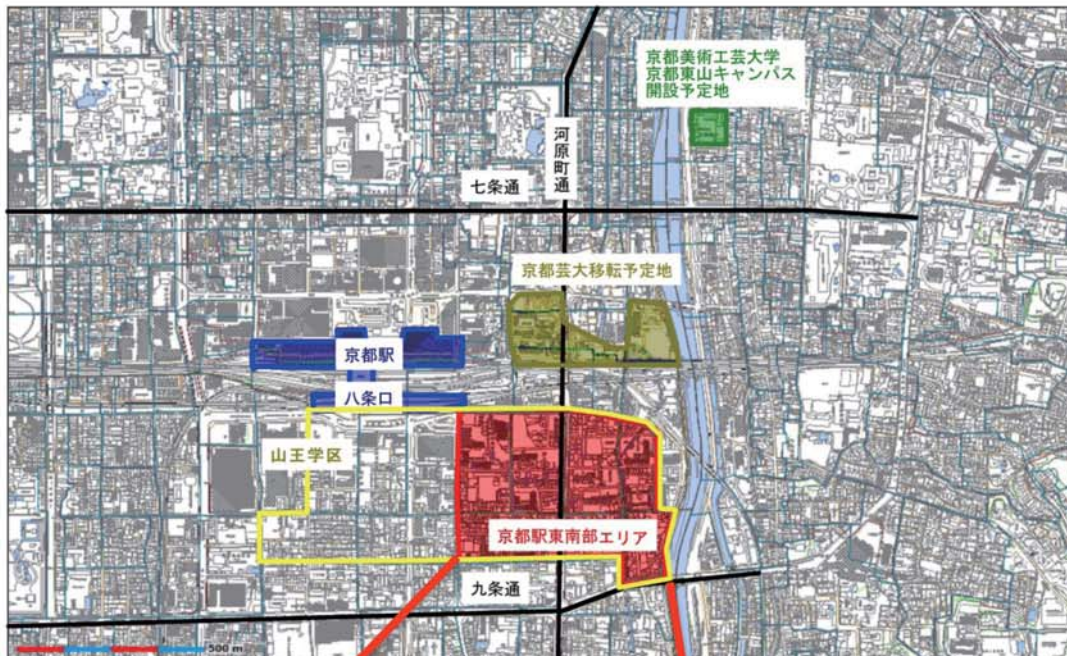 京都美術工芸大学
京都東山キャンパス
開設予定地
河原町通
七条通
京都芸大移転予定地
京都駅
八条口
山王学区
京都駅東南部エリア
九条通
500 m